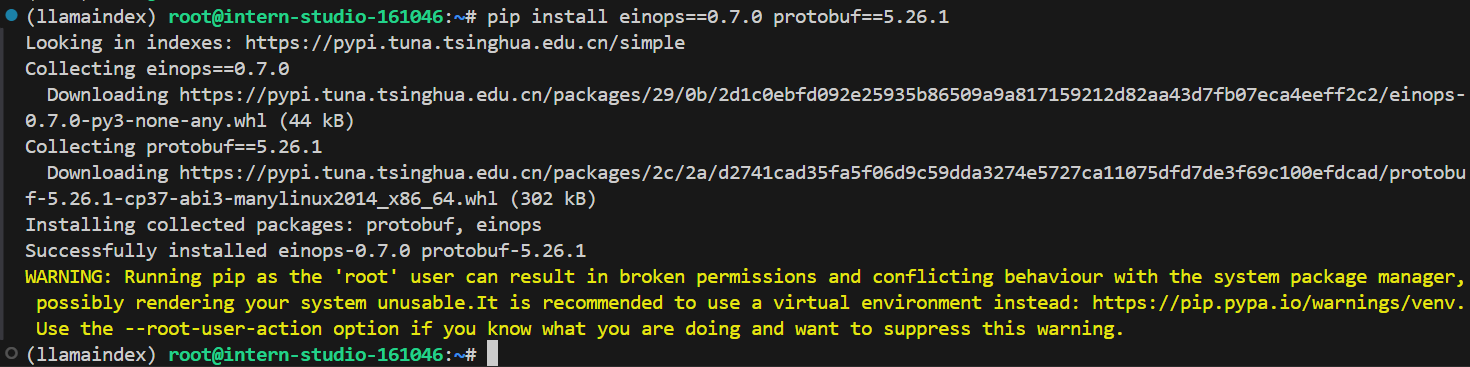 (llamaindex) root@intern-studio-161046:~# pip install einops==0.7.0 protobuf==5.26.1
Looking in indexes: https://pypi.tuna.tsinghua.edu.cn/simple
Collecting einops==0.7.0
  Downloading https://pypi.tuna.tsinghua.edu.cn/packages/29/0b/2d1c0ebfd092e25935b86509a9a817159212d82aa43d7fb07eca4eeff2c2/einops-
0.7.0-py3-none-any.whl (44 kB)
Collecting protobuf==5.26.1
  Downloading https://pypi.tuna.tsinghua.edu.cn/packages/2c/2a/d2741cad35fa5f06d9c59dda3274e5727ca11075dfd7de3f69c100efdcad/protobu
f-5.26.1-cp37-abi3-manylinux2014_x86_64.whl (302 kB)
Installing collected packages: protobuf, einops
Successfully installed einops-0.7.0 protobuf-5.26.1
WARNING: Running pip as the 'root' user can result in broken permissions and conflicting behaviour with the system package manager,
 possibly rendering your system unusable.It is recommended to use a virtual environment instead: https://pip.pypa.io/warnings/venv.
 Use the --root-user-action option if you know what you are doing and want to suppress this warning.
(llamaindex) root@intern-studio-161046:~#